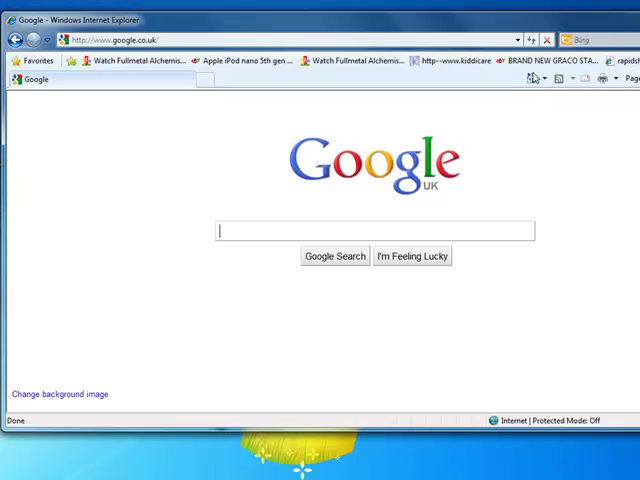 Google - Windows Internet Explorer
http://www.google.co.uk/
Bing
Favorites Watch Fullmetal Alchemis... Apple iPod nano 5th gen ... Watch Fullmetal Alchemis... http--www.kiddicare BRAND NEW GRACO STA... rapidsh
Google
Page
Google
UK
Google Search I'm Feeling Lucky
Change background image
Done
Internet | Protected Mode: Off